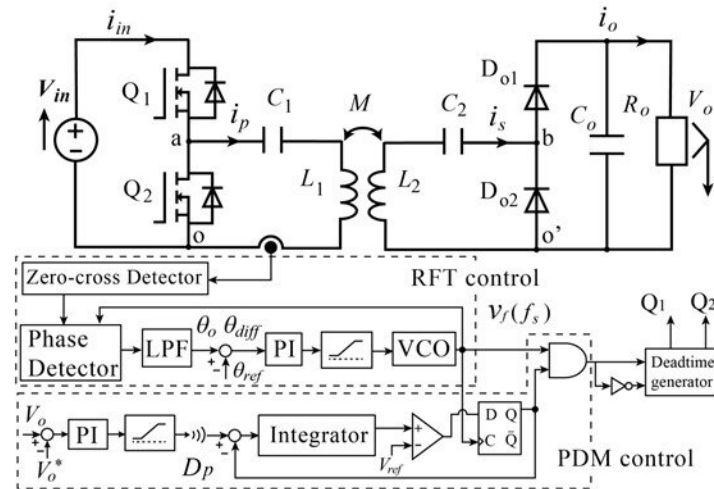 i_in
i_o
Q_1
C_1
M
C_2
D_o1
V_in
i_p
i_s
b
C_o
R_o
V_o
a
Q_2
L_1
L_2
D_o2
o
o'
Zero-cross Detector
RFT control
v_f(f_s)
Q_1
Q_2
Phase Detector
LPF
θ_o
θ_diff
PI
VCO
θ_ref
Deadtime generator
V_o
PI
D_p
Integrator
V_ref
D Q
C Q̄
V_o*
PDM control
+
−
+
−
+
−
+
−
+
−